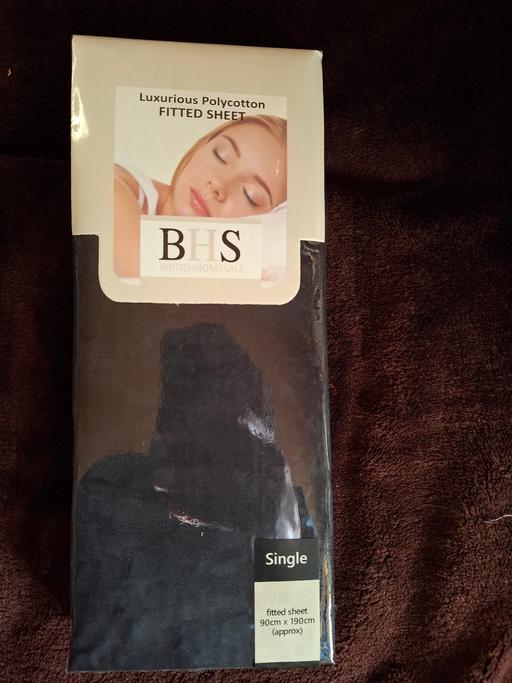 Luxurious Polycotton
FITTED SHEET
BHS
BRITISHHOMESALE
Single
fitted sheet
90cm x 190cm
(approx)